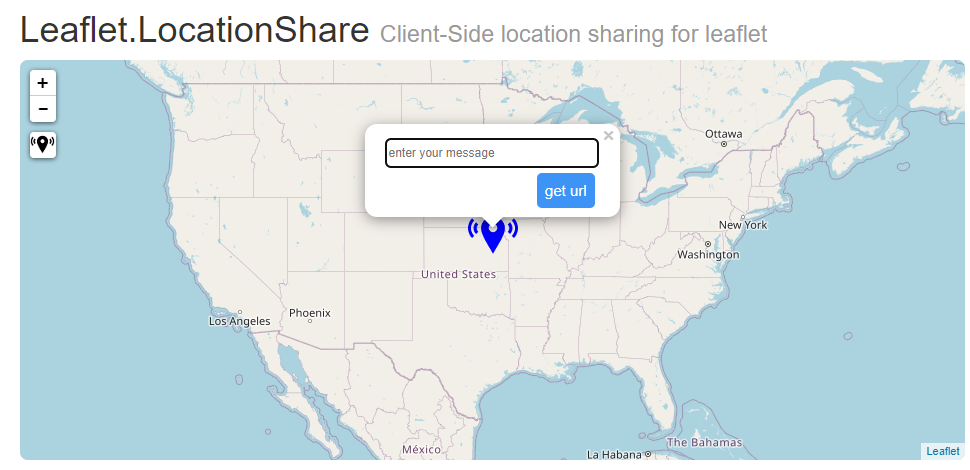 Leaflet.LocationShare Client-Side location sharing for leaflet
+
−
×
enter your message
get url
Ottawa
New York
Washington
United States
Phoenix
Los Angeles
México
The Bahamas
La Habana
Leaflet